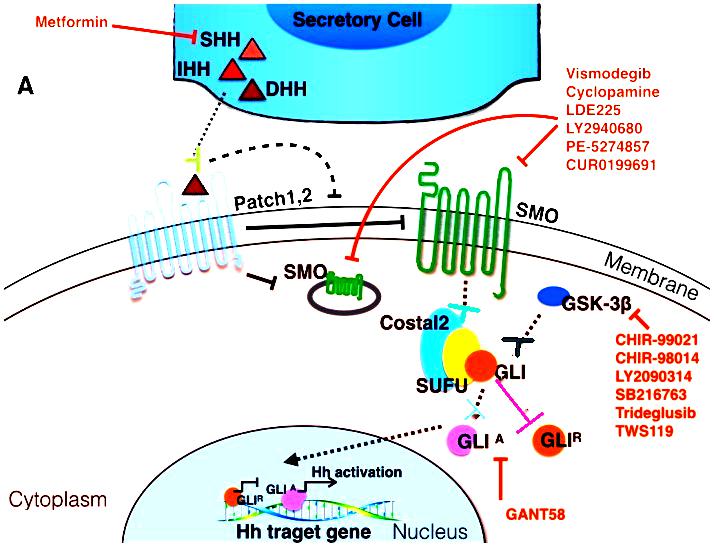 Secretory Cell
Metformin
SHH
IHH
DHH
A
Vismodegib
Cyclopamine
LDE225
LY2940680
PE-5274857
CUR0199691
Patch1,2
SMO
Membrane
SMO
GSK-3β
Costal2
CHIR-99021
CHIR-98014
LY2090314
SB216763
Trideglusib
TWS119
SUFU
GLI
GLI A
GLIR
Hh activation
GLIR
GLI A
Cytoplasm
GANT58
Hh traget gene
Nucleus